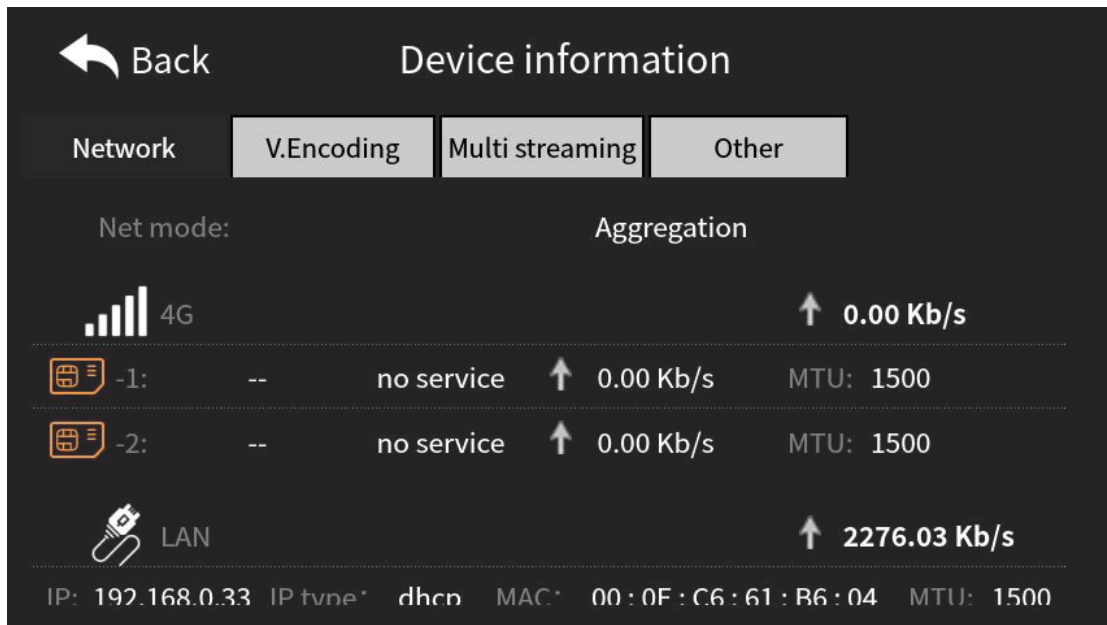 Back Device information
Network V.Encoding Multi streaming Other
Net mode: Aggregation
4G 0.00 Kb/s
-1: -- no service 0.00 Kb/s MTU: 1500
-2: -- no service 0.00 Kb/s MTU: 1500
LAN 2276.03 Kb/s
IP: 192.168.0.33 IP type: dhcp MAC: 00 : 0F : C6 : 61 : B6 : 04 MTU: 1500